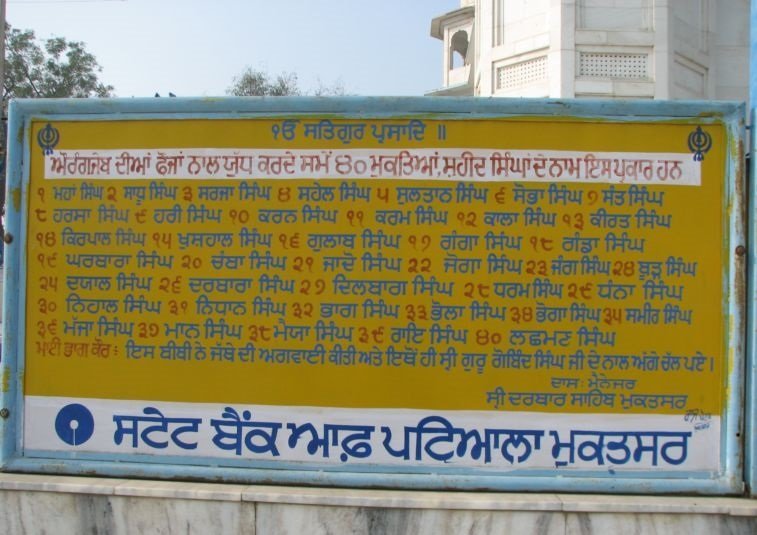 ੴ ਸਤਿਗੁਰ ਪ੍ਰਸਾਦਿ ॥
ਔਰੰਗਜੇਬ ਦੀਆਂ ਫੌਜਾਂ ਨਾਲ ਯੁੱਧ ਕਰਦੇ ਸਮੇਂ ੪੦ ਮੁਕਤਿਆਂ, ਸ਼ਹੀਦ ਸਿੰਘਾਂ ਦੇ ਨਾਮ ਇਸ ਪ੍ਰਕਾਰ ਹਨ
੧ ਮਹਾਂ ਸਿੰਘ ੨ ਸਾਧੂ ਸਿੰਘ ੩ ਸਰਜਾ ਸਿੰਘ ੪ ਸਹੇਲ ਸਿੰਘ ੫ ਸੁਲਤਾਨ ਸਿੰਘ ੬ ਸੋਭਾ ਸਿੰਘ ੭ ਸੰਤ ਸਿੰਘ
੮ ਹਰਸਾ ਸਿੰਘ ੯ ਹਰੀ ਸਿੰਘ ੧੦ ਕਰਨ ਸਿੰਘ ੧੧ ਕਰਮ ਸਿੰਘ ੧੨ ਕਾਲਾ ਸਿੰਘ ੧੩ ਕੀਰਤ ਸਿੰਘ
੧੪ ਕਿਰਪਾਲ ਸਿੰਘ ੧੫ ਖੁਸ਼ਹਾਲ ਸਿੰਘ ੧੬ ਗੁਲਾਬ ਸਿੰਘ ੧੭ ਗੰਗਾ ਸਿੰਘ ੧੮ ਗੰਡਾ ਸਿੰਘ
੧੯ ਘਰਬਾਰਾ ਸਿੰਘ ੨੦ ਚੰਬਾ ਸਿੰਘ ੨੧ ਜਾਦੋ ਸਿੰਘ ੨੨ ਜੋਗਾ ਸਿੰਘ ੨੩ ਜੰਗ ਸਿੰਘ ੨੪ ਬੂੜ ਸਿੰਘ
੨੫ ਦਯਾਲ ਸਿੰਘ ੨੬ ਦਰਬਾਰਾ ਸਿੰਘ ੨੭ ਦਿਲਬਾਗ ਸਿੰਘ ੨੮ ਧਰਮ ਸਿੰਘ ੨੯ ਧੰਨਾ ਸਿੰਘ
੩੦ ਨਿਹਾਲ ਸਿੰਘ ੩੧ ਨਿਧਾਨ ਸਿੰਘ ੩੨ ਭਾਗ ਸਿੰਘ ੩੩ ਭੋਲਾ ਸਿੰਘ ੩੪ ਭੋਗਾ ਸਿੰਘ ੩੫ ਸਮੀਰ ਸਿੰਘ
੩੬ ਮੱਜਾ ਸਿੰਘ ੩੭ ਮਾਨ ਸਿੰਘ ੩੮ ਮੈਯਾ ਸਿੰਘ ੩੯ ਰਾਇ ਸਿੰਘ ੪੦ ਲਛਮਣ ਸਿੰਘ
ਮਾਈ ਭਾਗ ਕੌਰ: ਇਸ ਬੀਬੀ ਨੇ ਜੱਥੇ ਦੀ ਅਗਵਾਣੀ ਕੀਤੀ ਅਤੇ ਇਥੋਂ ਹੀ ਸ੍ਰੀ ਗੁਰੂ ਗੋਬਿੰਦ ਸਿੰਘ ਜੀ ਦੇ ਨਾਲ ਅੱਗੇ ਚੱਲ ਪਏ।
ਦਾਸ: ਮੈਨੇਜਰ
ਸ੍ਰੀ ਦਰਬਾਰ ਸਾਹਿਬ ਮੁਕਤਸਰ
ਸਟੇਟ ਬੈਂਕ ਆਫ਼ ਪਟਿਆਲਾ ਮੁਕਤਸਰ